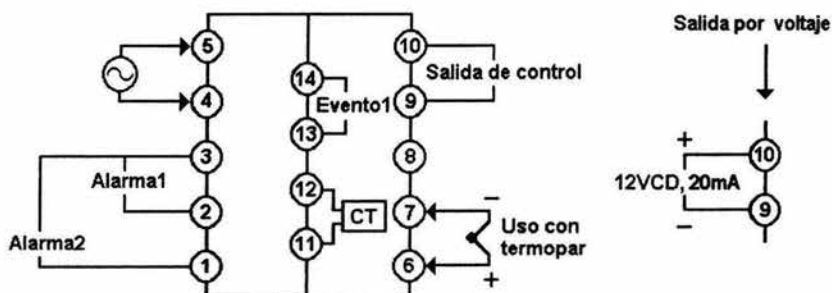 Salida por voltaje
5
10
14
Salida de control
4
Evento1
9
13
3
8
+
10
Alarma1
12
12VCD, 20mA
CT
–
7
2
9
Uso con termopar
Alarma2
11
–
1
6
+